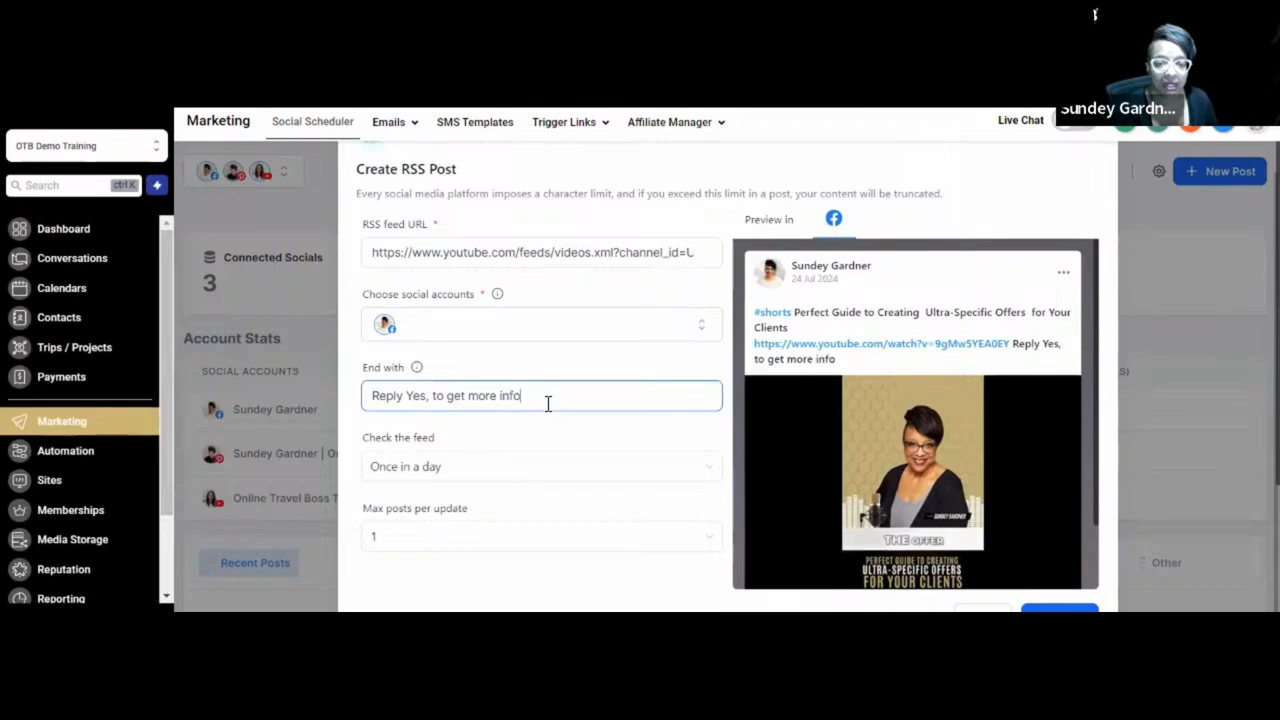 Sundey Gardn...
OTB Demo Training
Search
ctrl K
Dashboard
Conversations
Calendars
Contacts
Trips / Projects
Payments
Marketing
Automation
Sites
Memberships
Media Storage
Reputation
Reporting
Marketing
Social Scheduler
Emails
SMS Templates
Trigger Links
Affiliate Manager
Live Chat
New Post
Connected Socials
3
Account Stats
SOCIAL ACCOUNTS
Sundey Gardner
Sundey Gardner |
Online Travel Boss T
Recent Posts
Other
Create RSS Post
Every social media platform imposes a character limit, and if you exceed this limit in a post, your content will be truncated.
RSS feed URL *
https://www.youtube.com/feeds/videos.xml?channel_id=U
Choose social accounts *
End with
Reply Yes, to get more info
Check the feed
Once in a day
Max posts per update
1
Preview in
Sundey Gardner
24 Jul 2024
#shorts Perfect Guide to Creating Ultra-Specific Offers for Your
Clients
https://www.youtube.com/watch?v=9gMw5YEA0EY Reply Yes,
to get more info
SUNDEY GARDNER
THE OFFER
PERFECT GUIDE TO CREATING
ULTRA-SPECIFIC OFFERS
FOR YOUR CLIENTS